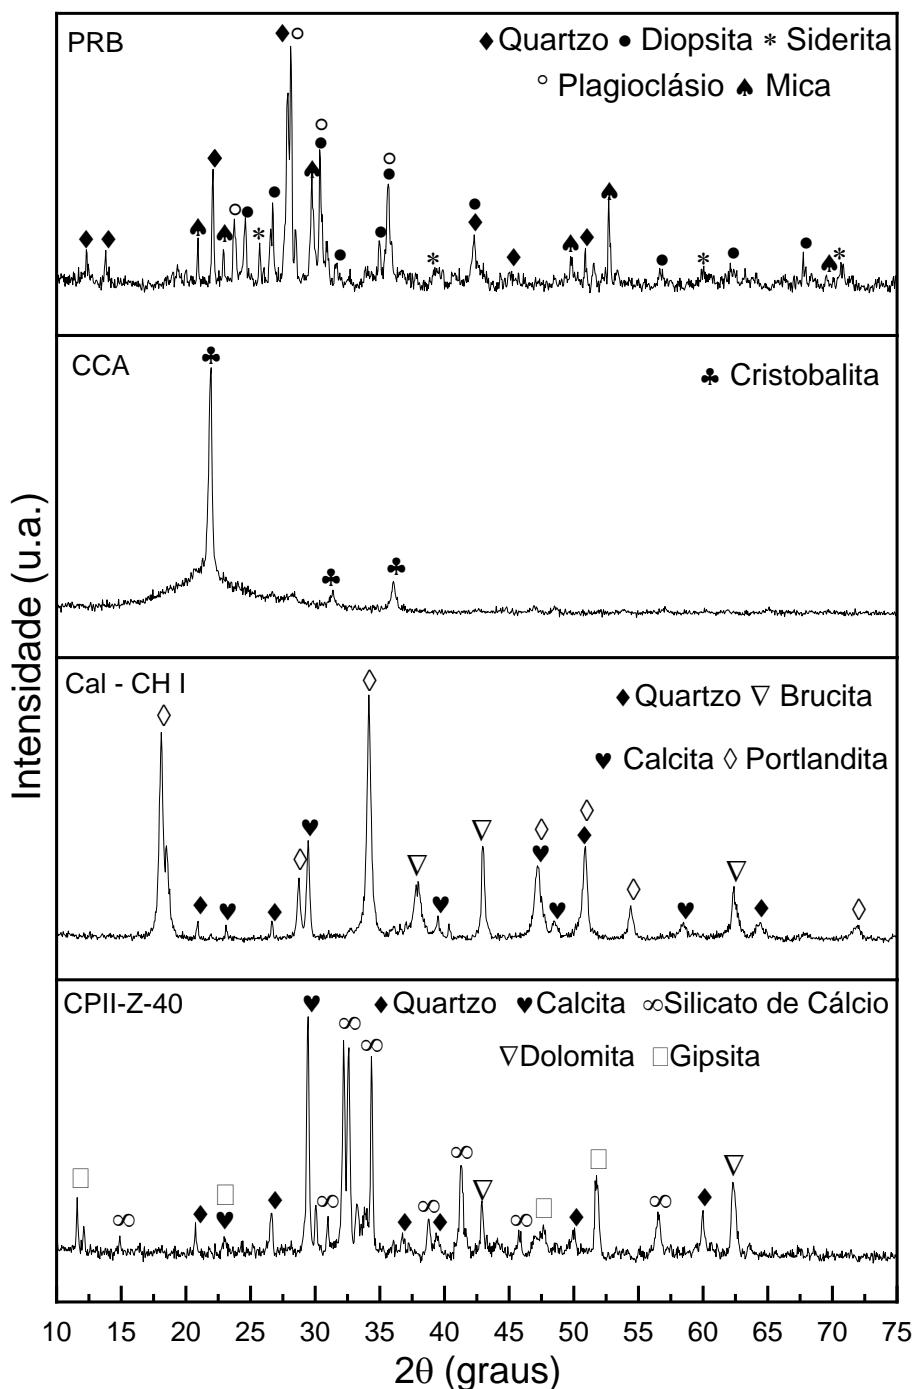 PRB
♦Quartzo ● Diopsita * Siderita
○ Plagioclásio ♠ Mica
CCA
♣ Cristobalita
Cal - CH I
♦Quartzo ▽ Brucita
♥ Calcita ◊ Portlandita
CPII-Z-40
♦Quartzo ♥Calcita ∞Silicato de Cálcio
▽Dolomita □Gipsita
Intensidade (u.a.)
10 15 20 25 30 35 40 45 50 55 60 65 70 75
2θ (graus)